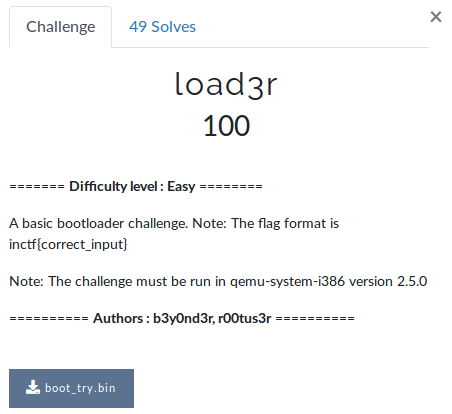 Challenge
49 Solves
×
load3r
100
======= Difficulty level : Easy ========
A basic bootloader challenge. Note: The flag format is
inctf{correct_input}
Note: The challenge must be run in qemu-system-i386 version 2.5.0
========== Authors : b3y0nd3r, r00tus3r ==========
boot_try.bin